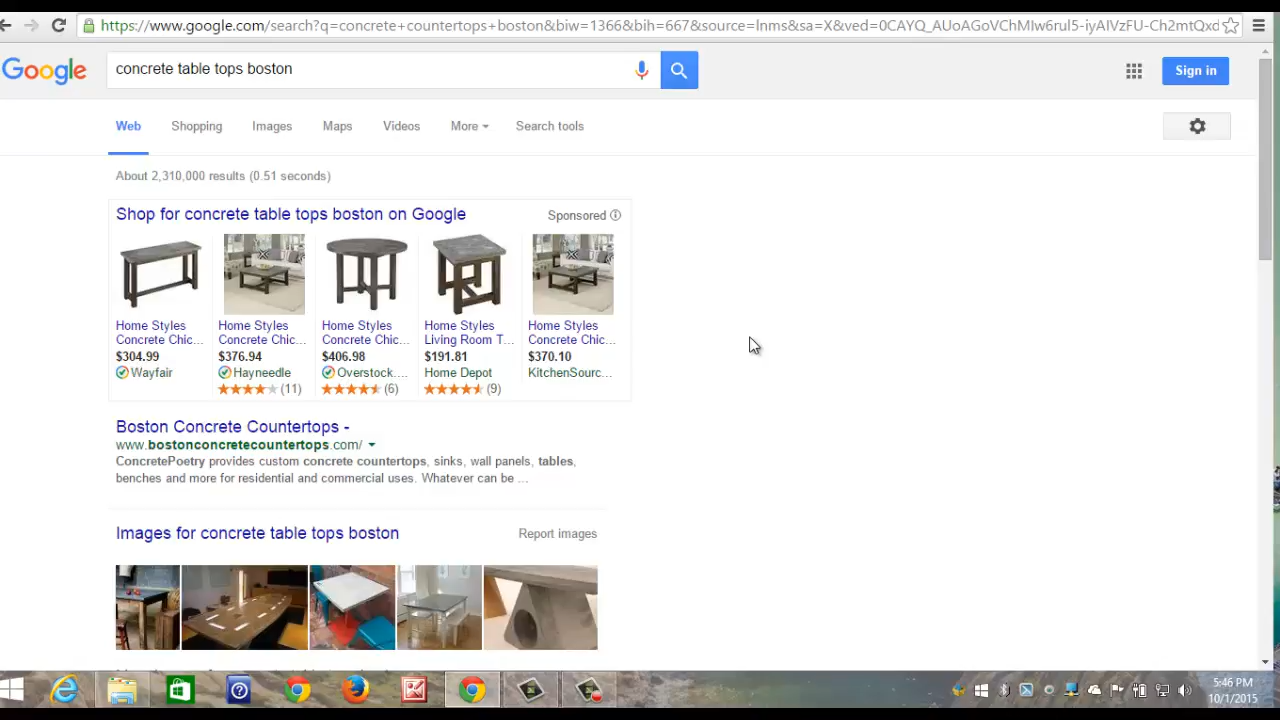 https://www.google.com/search?q=concrete+countertops+boston&biw=1366&bih=667&source=lnms&sa=X&ved=0CAYQ_AUoAGoVChMIw6rul5-iyAIVzFU-Ch2mtQxd
Google
concrete table tops boston
Sign in
Web Shopping Images Maps Videos More Search tools
About 2,310,000 results (0.51 seconds)
Shop for concrete table tops boston on Google Sponsored
Home Styles Home Styles Home Styles Home Styles Home Styles
Concrete Chic... Concrete Chic... Concrete Chic... Living Room T... Concrete Chic...
$304.99 $376.94 $406.98 $191.81 $370.10
Wayfair Hayneedle Overstock.... Home Depot KitchenSourc...
(11) (6) (9)
Boston Concrete Countertops -
www.bostonconcretecountertops.com/
ConcretePoetry provides custom concrete countertops, sinks, wall panels, tables,
benches and more for residential and commercial uses. Whatever can be ...
Images for concrete table tops boston Report images
5:46 PM
10/1/2015